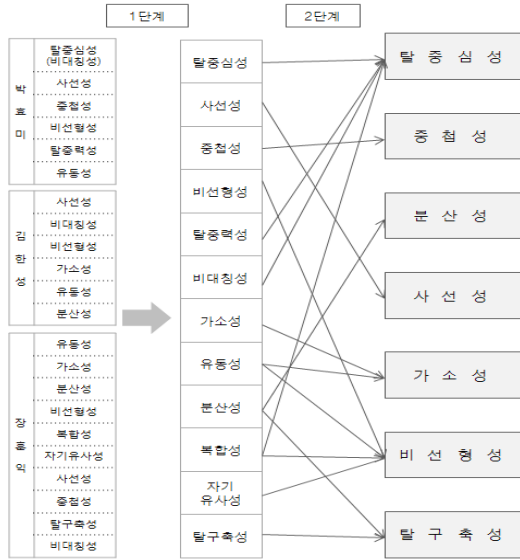 1단계
2단계
박효미
탈중심성
(비대칭성)
사선성
중첩성
비선형성
탈중력성
유동성
김한성
사선성
비대칭성
비선형성
가소성
유동성
분산성
장훈익
유동성
가소성
분산성
비선형성
복합성
자기유사성
사선성
중첩성
탈구축성
비대칭성
탈중심성
사선성
중첩성
비선형성
탈중력성
비대칭성
가소성
유동성
분산성
복합성
자기
유사성
탈구축성
탈 중 심 성
중 첩 성
분 산 성
사 선 성
가 소 성
비 선 형 성
탈 구 축 성